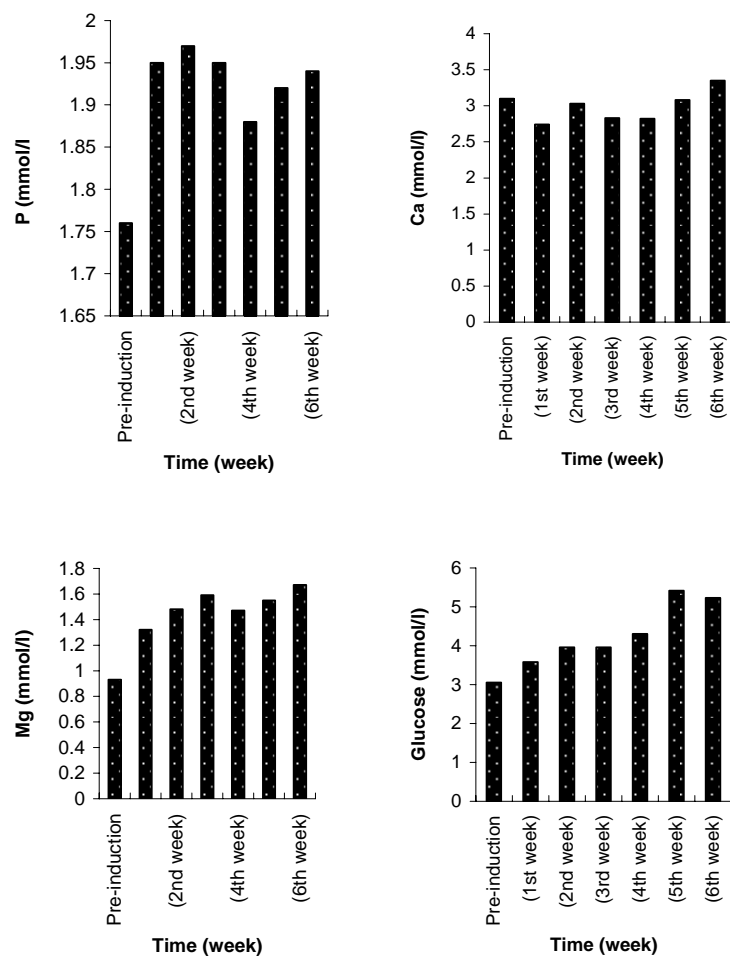 P (mmol/l
2
1.95
1.9
1.85
1.8
1.75
1.7
1.65
Pre-induction
(2nd week)
(4th week)
(6th week)
Time (week)
Ca (mmol/l)
4
3.5
3
2.5
2
1.5
1
0.5
0
Pre-induction
(1st week)
(2nd week)
(3rd week)
(4th week)
(5th week)
(6th week)
Time (week)
Mg (mmol/l)
1.8
1.6
1.4
1.2
1
0.8
0.6
0.4
0.2
0
Pre-induction
(2nd week)
(4th week)
(6th week)
Time (week)
Glucose (mmol/l)
6
5
4
3
2
1
0
Pre-induction
(1st week)
(2nd week)
(3rd week)
(4th week)
(5th week)
(6th week)
Time (week)